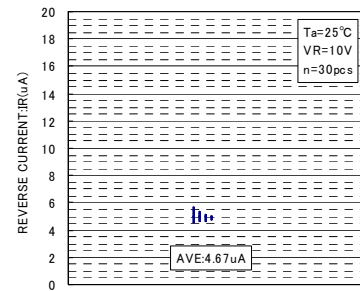 REVERSE CURRENT:IR(uA)
20
18
16
14
12
10
8
6
4
2
0
Ta=25°C
VR=10V
n=30pcs
AVE:4.67uA